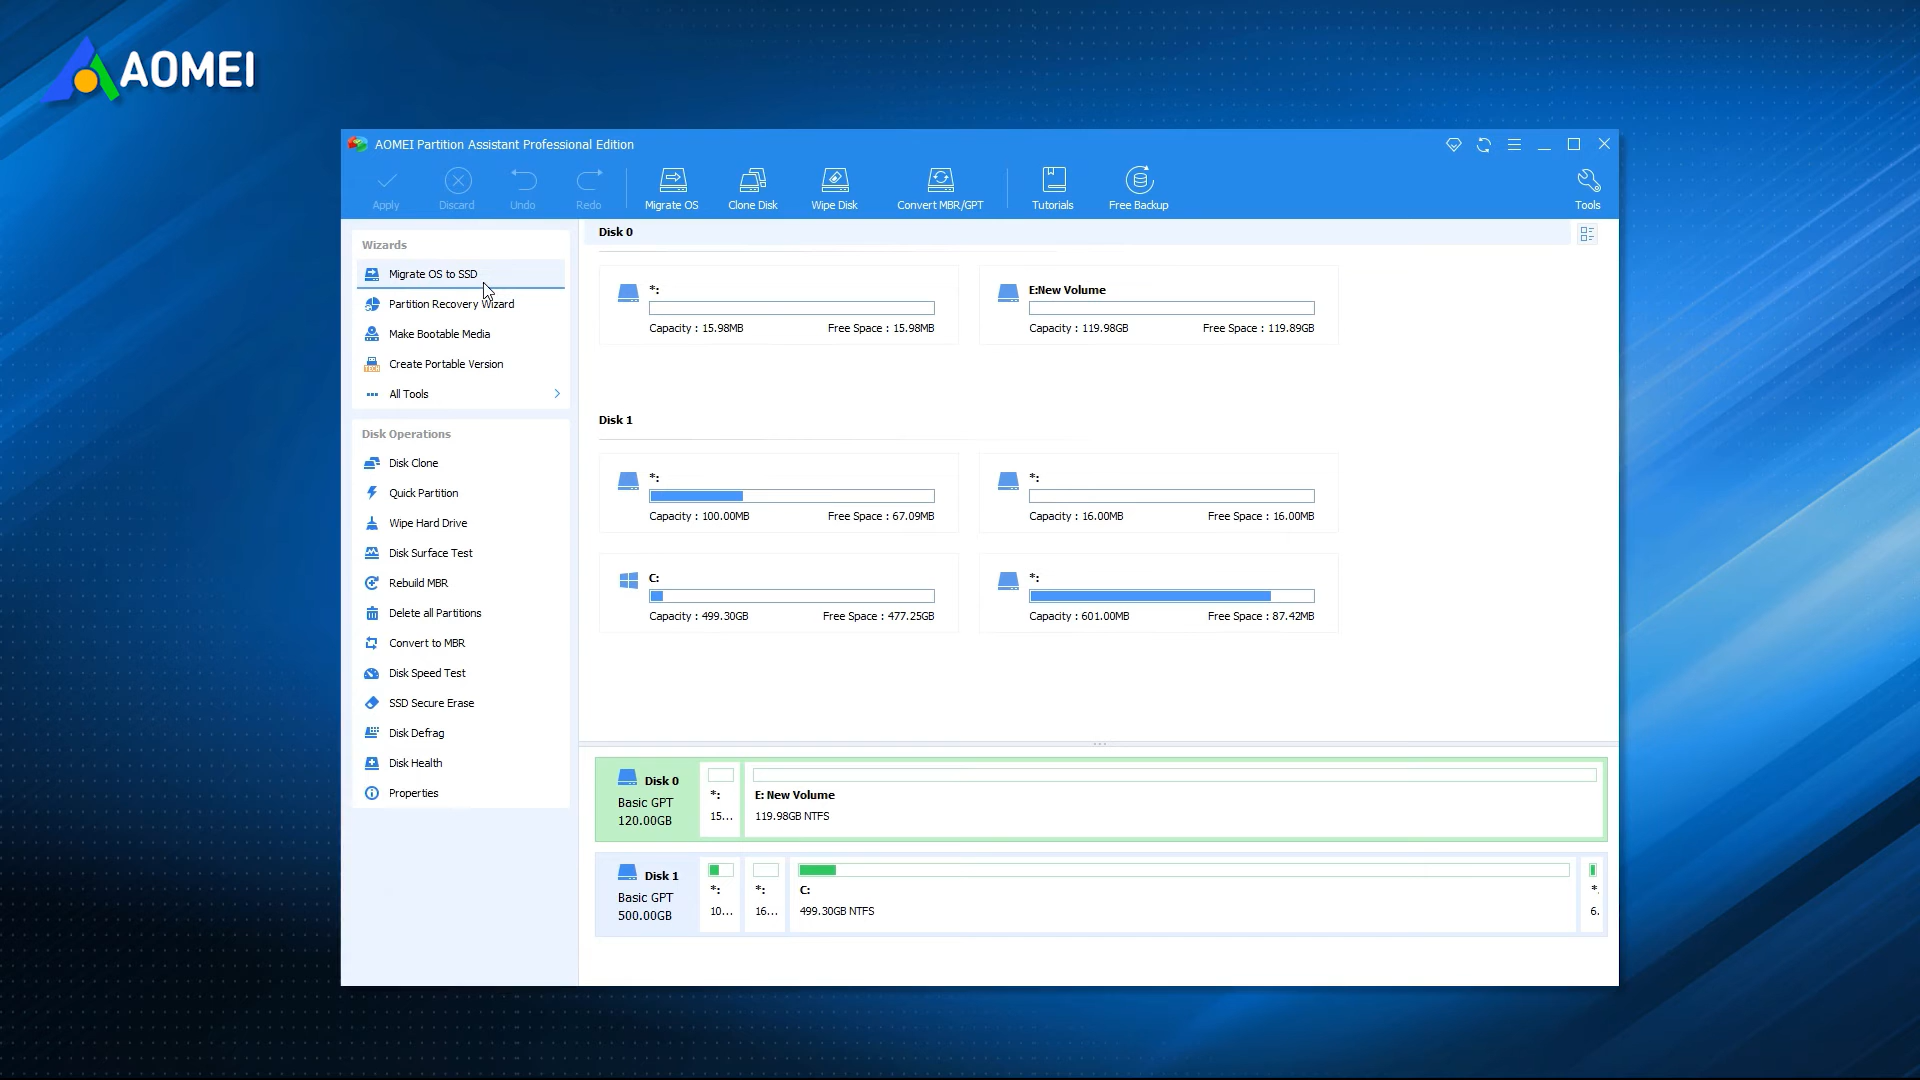 AOMEI
AOMEI Partition Assistant Professional Edition
Apply
Discard
Undo
Redo
Migrate OS
Clone Disk
Wipe Disk
Convert MBR/GPT
Tutorials
Free Backup
Tools
Wizards
Migrate OS to SSD
Partition Recovery Wizard
Make Bootable Media
TECH
Create Portable Version
All Tools
Disk Operations
Disk Clone
Quick Partition
Wipe Hard Drive
Disk Surface Test
Rebuild MBR
Delete all Partitions
Convert to MBR
Disk Speed Test
SSD Secure Erase
Disk Defrag
Disk Health
Properties
Disk 0
*:
Capacity : 15.98MB
Free Space : 15.98MB
E:New Volume
Capacity : 119.98GB
Free Space : 119.89GB
Disk 1
*:
Capacity : 100.00MB
Free Space : 67.09MB
*:
Capacity : 16.00MB
Free Space : 16.00MB
C:
Capacity : 499.30GB
Free Space : 477.25GB
*:
Capacity : 601.00MB
Free Space : 87.42MB
Disk 0
Basic GPT
120.00GB
*:
15...
E: New Volume
119.98GB NTFS
Disk 1
Basic GPT
500.00GB
*:
10...
*:
16...
C:
499.30GB NTFS
*.
6.